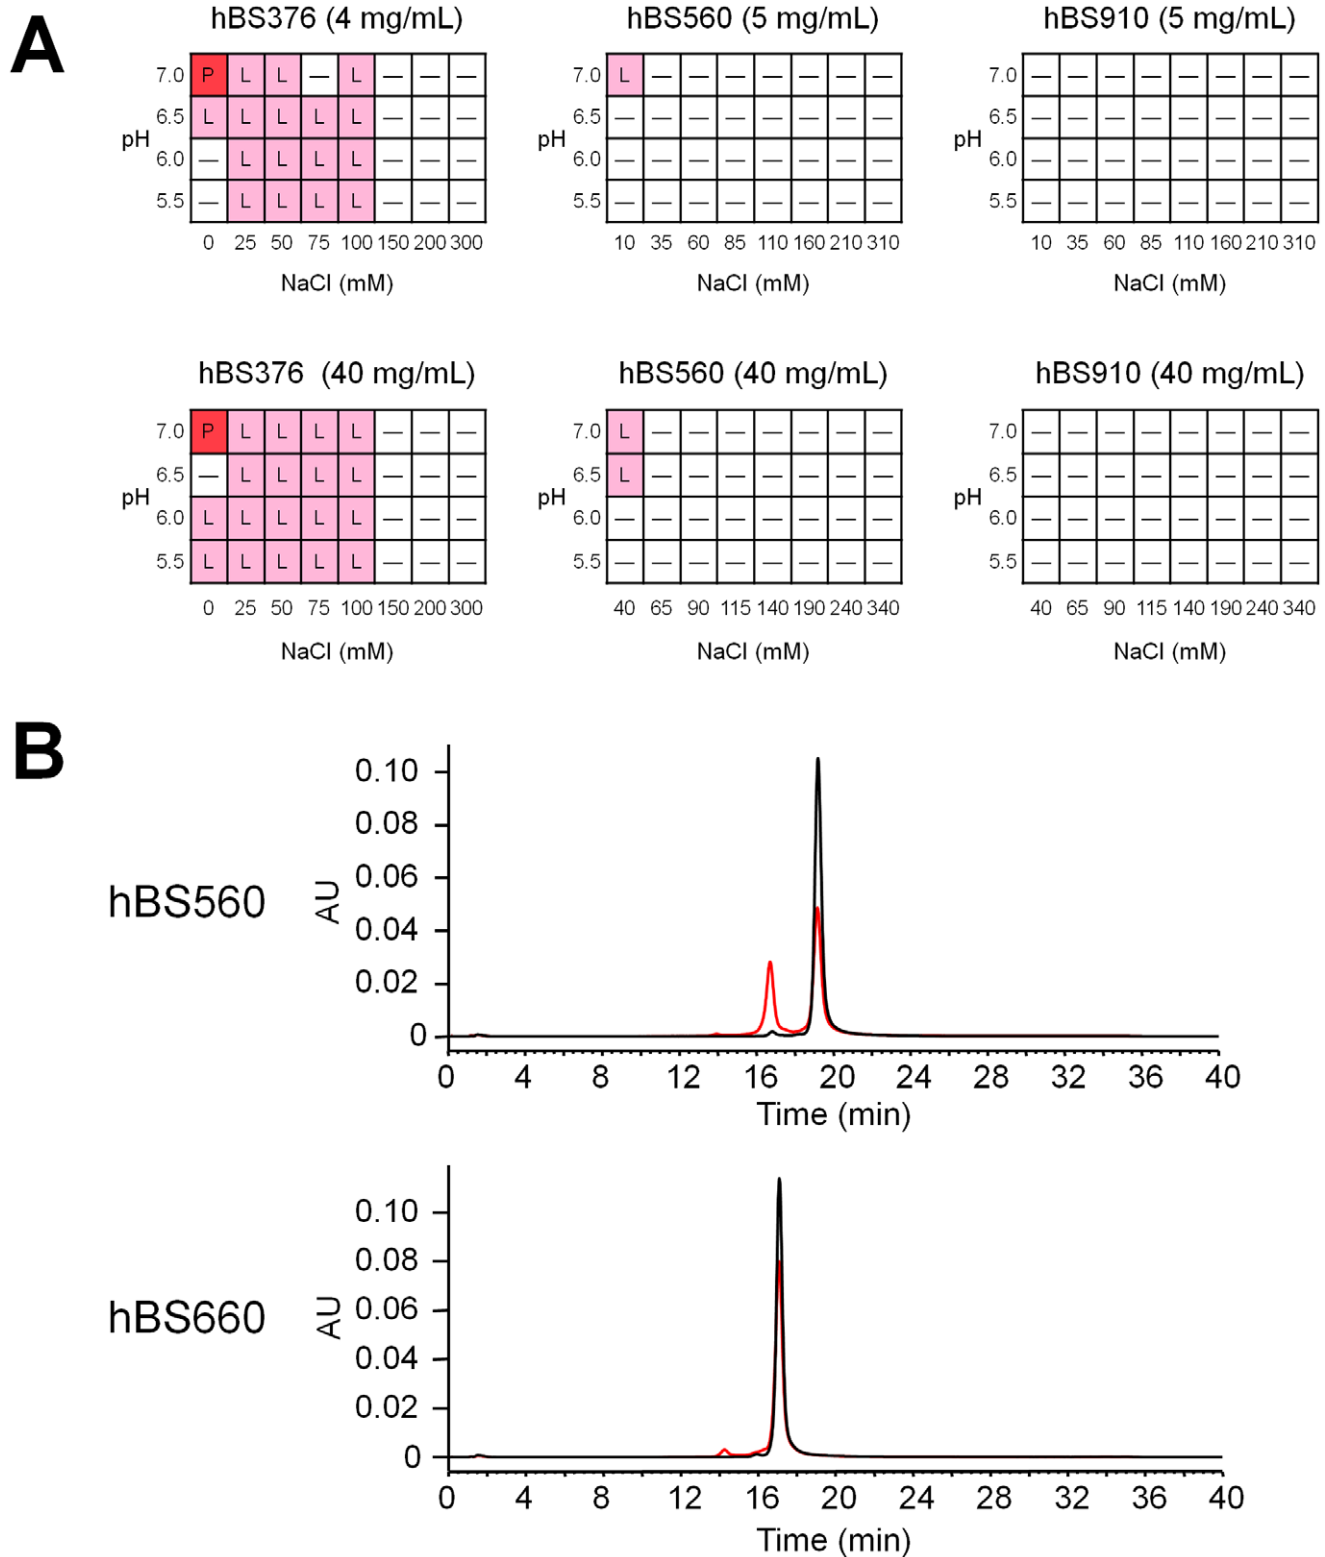 A
hBS376 (4 mg/mL) hBS560 (5 mg/mL) hBS910 (5 mg/mL)
7.0 P L L — L — — — 7.0 L — — — — — — — 7.0 — — — — — — — —
6.5 L L L L L — — — 6.5 — — — — — — — — 6.5 — — — — — — — —
pH pH pH
6.0 — L L L L — — — 6.0 — — — — — — — — 6.0 — — — — — — — —
5.5 — L L L L — — — 5.5 — — — — — — — — 5.5 — — — — — — — —
0 25 50 75 100 150 200 300 10 35 60 85 110 160 210 310 10 35 60 85 110 160 210 310
NaCl (mM) NaCl (mM) NaCl (mM)
hBS376 (40 mg/mL) hBS560 (40 mg/mL) hBS910 (40 mg/mL)
7.0 P L L L L — — — 7.0 L — — — — — — — 7.0 — — — — — — — —
6.5 — L L L L — — — 6.5 L — — — — — — — 6.5 — — — — — — — —
pH pH pH
6.0 L L L L L — — — 6.0 — — — — — — — — 6.0 — — — — — — — —
5.5 L L L L L — — — 5.5 — — — — — — — — 5.5 — — — — — — — —
0 25 50 75 100 150 200 300 40 65 90 115 140 190 240 340 40 65 90 115 140 190 240 340
NaCl (mM) NaCl (mM) NaCl (mM)
B
hBS560
AU
0.10
0.08
0.06
0.04
0.02
0
0 4 8 12 16 20 24 28 32 36 40
Time (min)
hBS660
AU
0.10
0.08
0.06
0.04
0.02
0
0 4 8 12 16 20 24 28 32 36 40
Time (min)